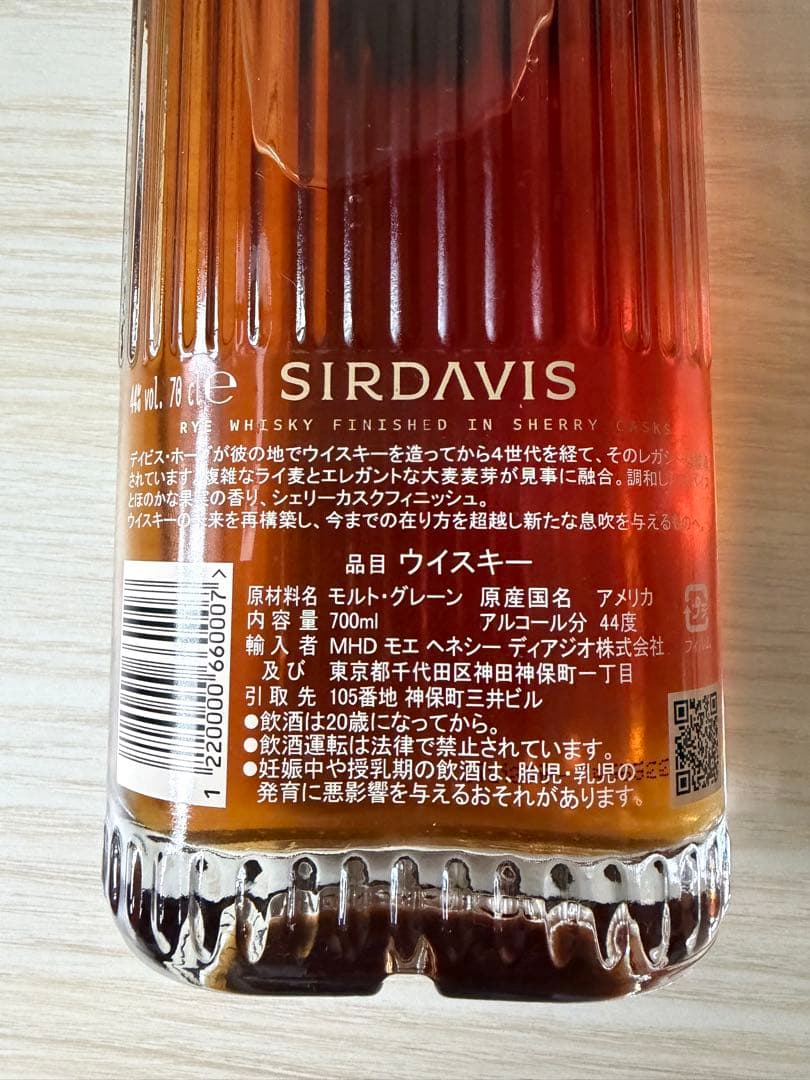 44% vol. 70 cl e SIRDAVIS
RYE WHISKY FINISHED IN SHERRY CASKS
デイビス・ホーグが彼の地でウイスキーを造ってから4世代を経て、そのレガシー
されています。複雑なライ麦とエレガントな大麦麦芽が見事に融合。調和し
とほのかな果実の香り、シェリーカスクフィニッシュ。
ウイスキーの未来を再構築し、今までの在り方を超越し新たな息吹を与えるものへ。
品目 ウイスキー
原材料名 モルト・グレーン 原産国名 アメリカ
内容量 700ml アルコール分 44度
輸入者 MHD モエ ヘネシー ディアジオ株式会社
及び 東京都千代田区神田神保町一丁目
引取先 105番地 神保町三井ビル
●飲酒は20歳になってから。
●飲酒運転は法律で禁止されています。
●妊娠中や授乳期の飲酒は、胎児・乳児の
発育に悪影響を与えるおそれがあります。
1 220000 660007 >